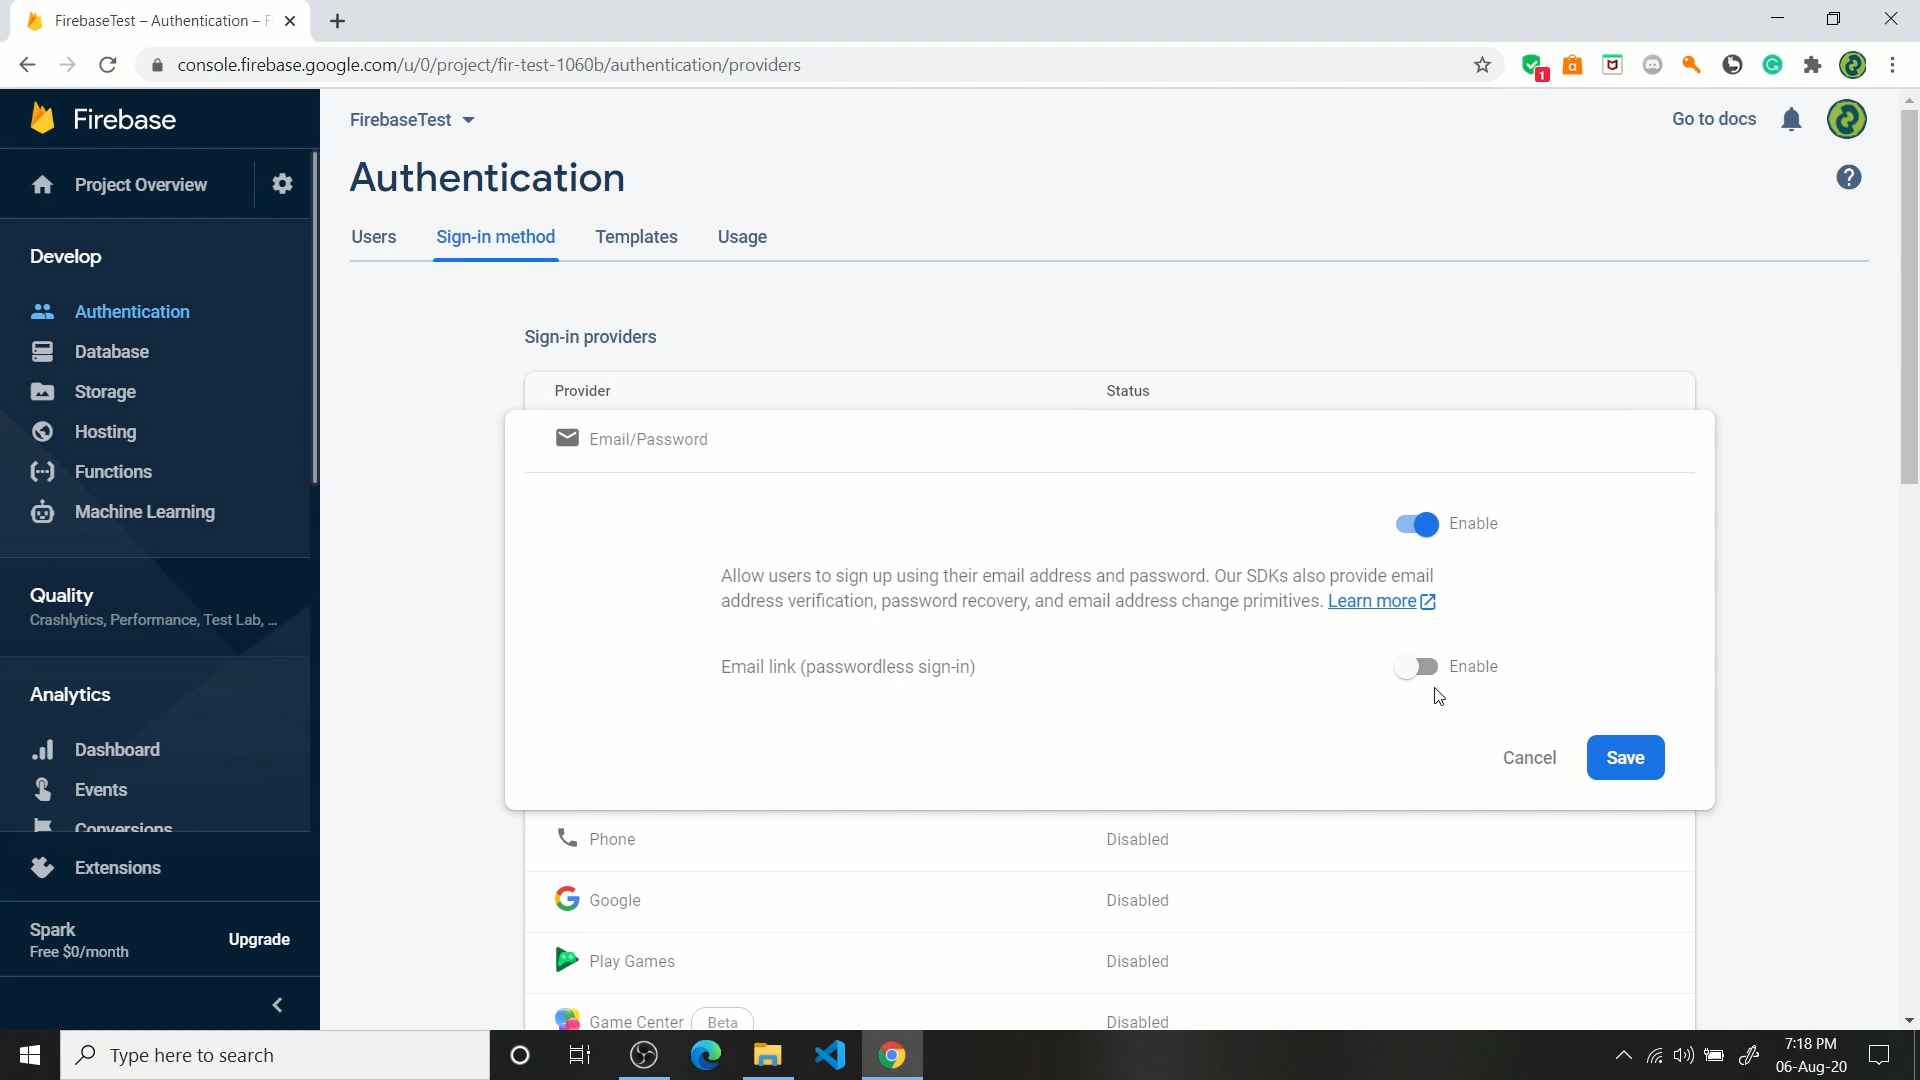 FirebaseTest – Authentication – F
console.firebase.google.com/u/0/project/fir-test-1060b/authentication/providers
1
Firebase
FirebaseTest
Go to docs
Project Overview
Authentication
?
Users
Sign-in method
Templates
Usage
Develop
Authentication
Database
Storage
Hosting
Functions
Machine Learning
Sign-in providers
Provider
Status
Email/Password
Enable
Allow users to sign up using their email address and password. Our SDKs also provide email
address verification, password recovery, and email address change primitives. Learn more
Email link (passwordless sign-in)
Enable
Cancel
Save
Quality
Crashlytics, Performance, Test Lab, ...
Analytics
Dashboard
Events
Conversions
Extensions
Spark
Free $0/month
Upgrade
Phone
Disabled
Google
Disabled
Play Games
Disabled
Game Center
Beta
Disabled
Type here to search
7:18 PM
06-Aug-20